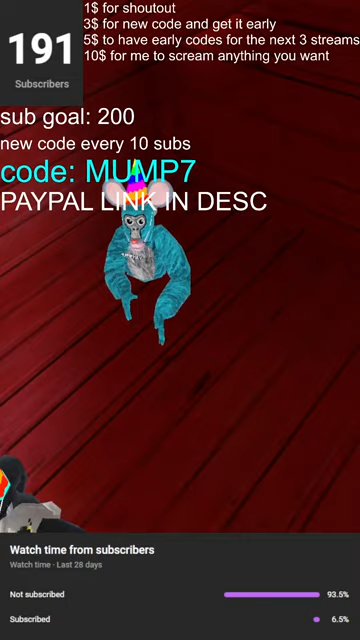 1$ for shoutout
3$ for new code and get it early
5$ to have early codes for the next 3 streams
10$ for me to scream anything you want
191
Subscribers
sub goal: 200
new code every 10 subs
code: MUMP7
PAYPAL LINK IN DESC
Watch time from subscribers
Watch time · Last 28 days
Not subscribed 93.5%
Subscribed 6.5%